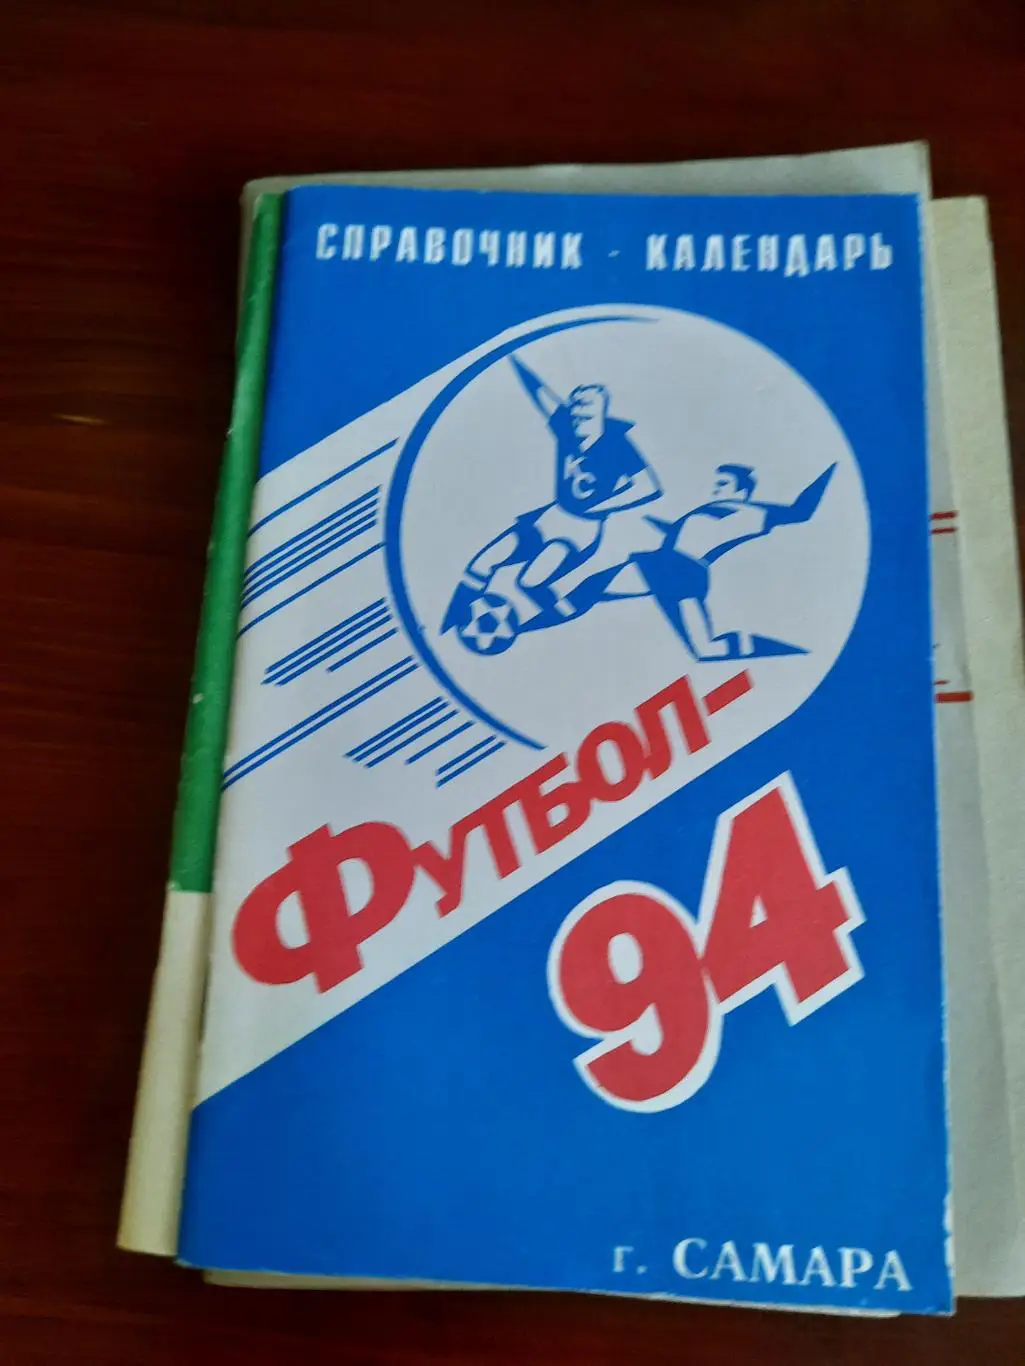 СПРАВОЧНИК - КАЛЕНДАРЬ
КС
ФУТБОЛ-
94
г. САМАРА